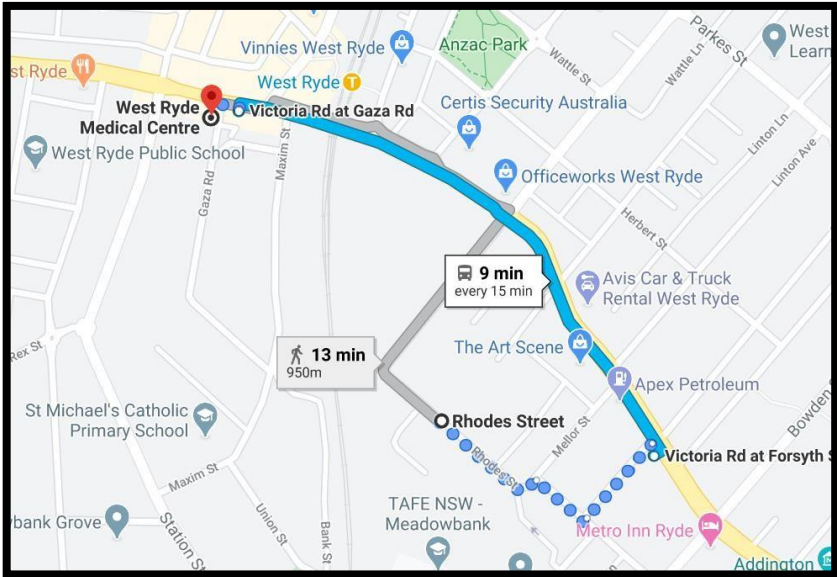 Vinnies West Ryde
Anzac Park
Parkes St
West
Learn
Wattle St
Wattle Ln
st Ryde
West Ryde
T
West Ryde
Medical Centre
Victoria Rd at Gaza Rd
Certis Security Australia
Linton Ln
Linton Ave
West Ryde Public School
Maxim St
Gaza Rd
Officeworks West Ryde
Herbert St
9 min
every 15 min
Avis Car & Truck
Rental West Ryde
The Art Scene
13 min
950m
Rex St
Apex Petroleum
St Michael's Catholic
Primary School
Rhodes Street
Bowden
Mellor St
Rhodes St
Victoria Rd at Forsyth S
Maxim St
TAFE NSW -
Meadowbank
Union St
Bank St
Station St
ybank Grove
Metro Inn Ryde
Addington